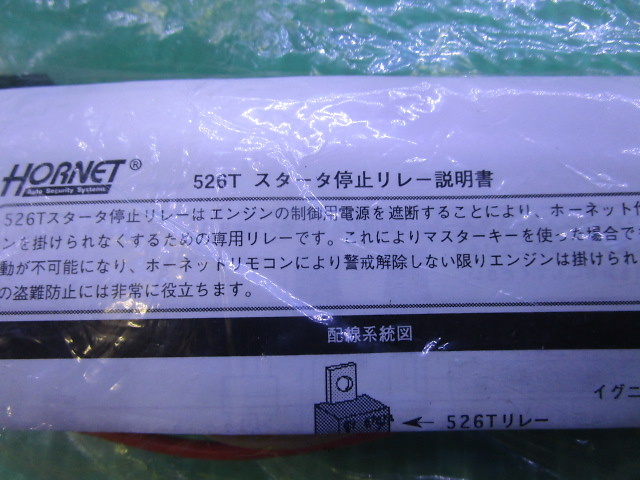 HORNET®
Auto Security Systems
526T スタータ停止リレー説明書
526Tスタータ停止リレーはエンジンの制御用電源を遮断することにより、ホーネット
ンを掛けられなくするための専用リレーです。これによりマスターキーを使った場合で
動が不可能になり、ホーネットリモコンにより警戒解除しない限りエンジンは掛けられ
の盗難防止には非常に役立ちます。
配線系統図
イグニ
526Tリレー